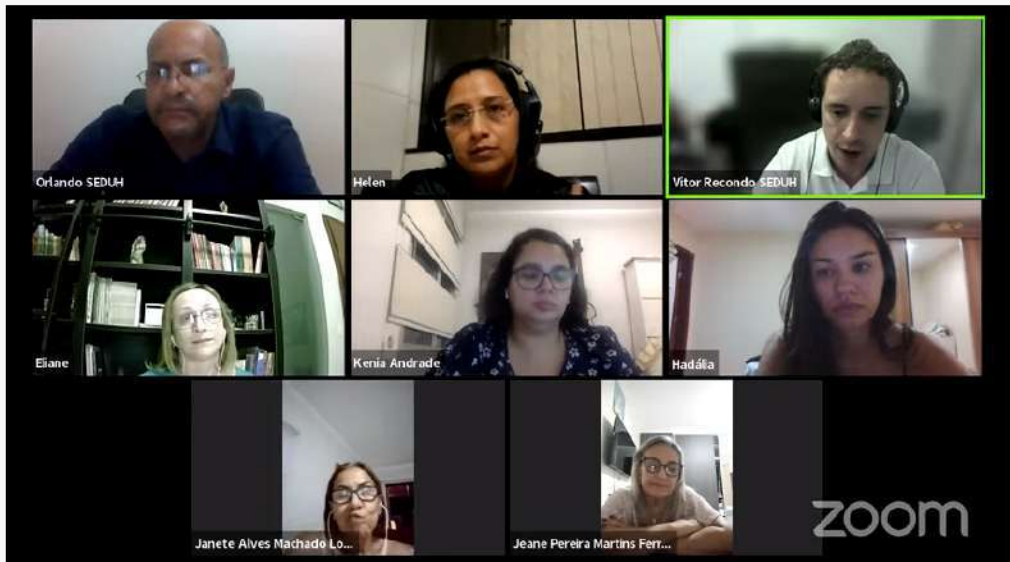 Orlando SEDUH
Helen
Vitor Recondo SEDUH
Eliane
Kenia Andrade
Hadália
Janete Alves Machado Lo...
Jeane Pereira Martins Ferr...
zoom